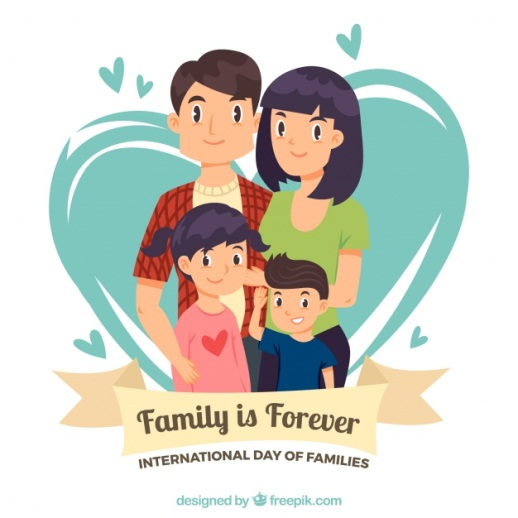 Family is Forever
INTERNATIONAL DAY OF FAMILIES
designed by freepik.com